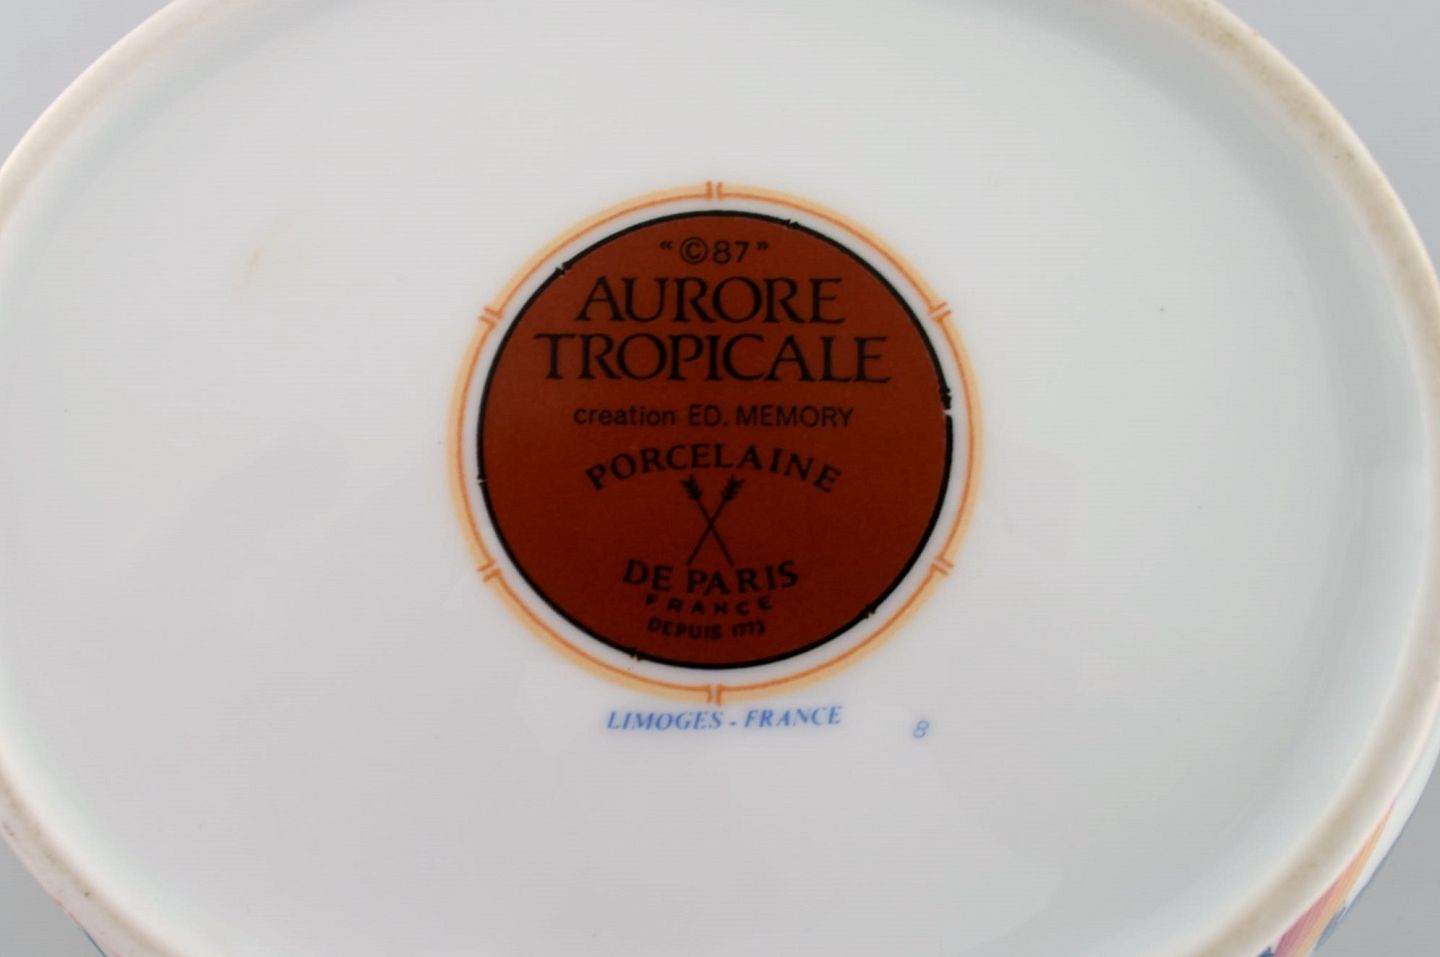 "©87"
AURORE
TROPICALE
creation ED. MEMORY
PORCELAINE
DE PARIS
FRANCE
DEPUIS 1773
LIMOGES - FRANCE
8